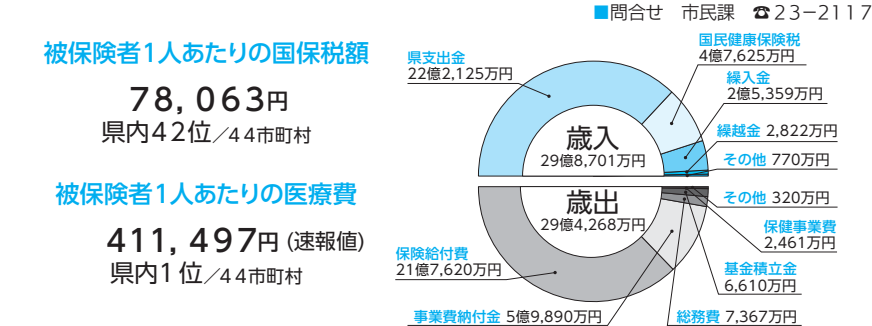 ■問合せ　市民課　☎23−2117
被保険者1人あたりの国保税額
78,063円
県内42位／44市町村
被保険者1人あたりの医療費
411,497円 (速報値)
県内1位／44市町村
県支出金
22億2,125万円
国民健康保険税
4億7,625万円
繰入金
2億5,359万円
繰越金 2,822万円
その他 770万円
歳入
29億8,701万円
歳出
29億4,268万円
その他 320万円
保健事業費
2,461万円
基金積立金
6,610万円
総務費 7,367万円
事業費納付金 5億9,890万円
保険給付費
21億7,620万円